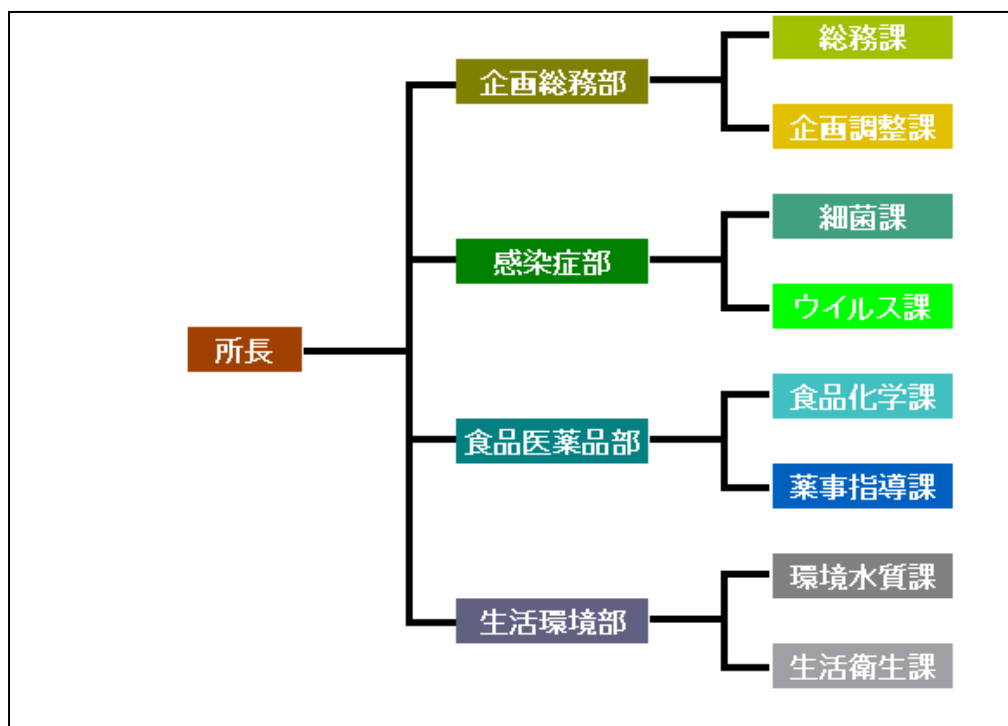 総務課
企画総務部
企画調整課
細菌課
感染症部
ウイルス課
所長
食品化学課
食品医薬品部
薬事指導課
環境水質課
生活環境部
生活衛生課